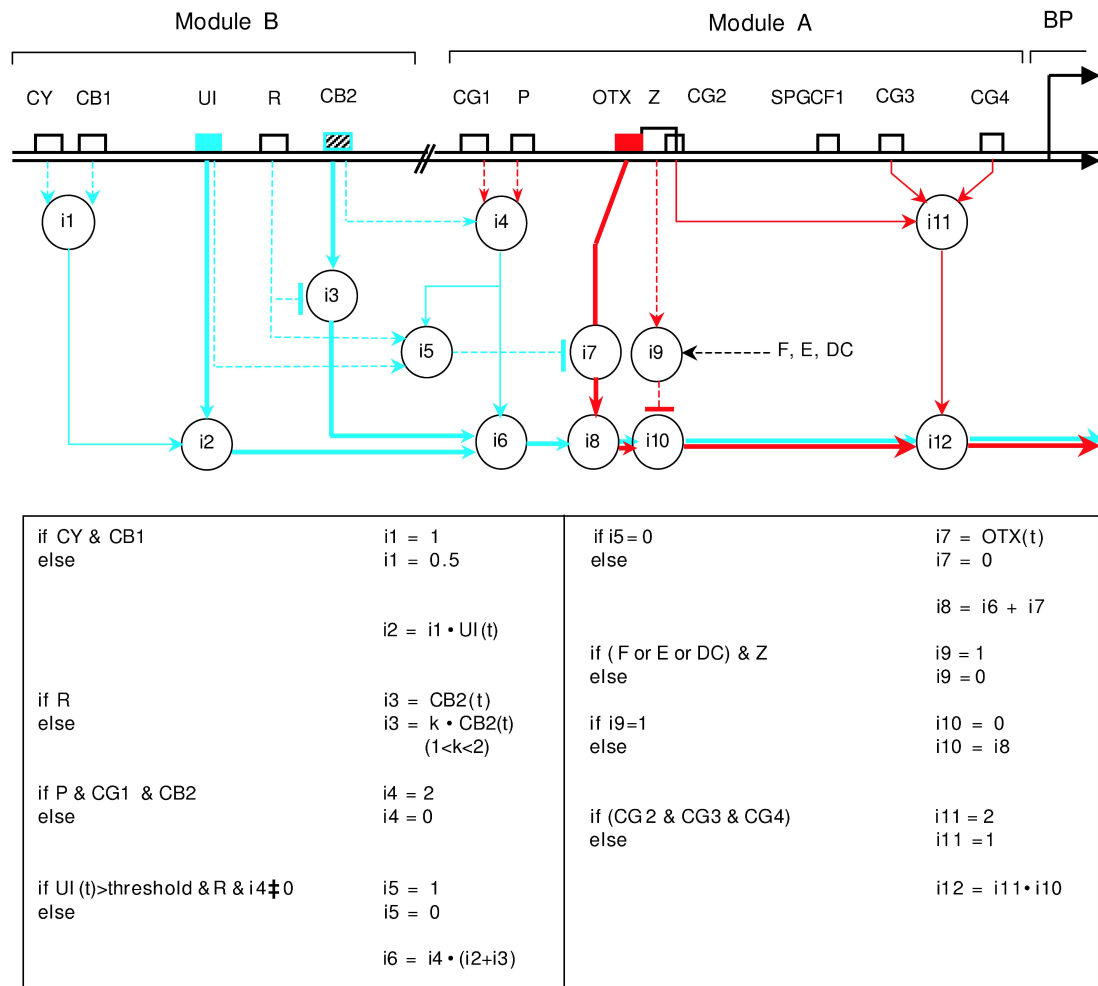 Module B
Module A
BP
CY CB1 UI R CB2 CG1 P OTX Z CG2 SPGCF1 CG3 CG4
i1
i4
i11
i3
i5
i7
i9
F, E, DC
i2
i6
i8
i10
i12
if CY & CB1 i1 = 1
else i1 = 0.5
i2 = i1 • UI(t)
if R i3 = CB2(t)
else i3 = k • CB2(t)
(1<k<2)
if P & CG1 & CB2 i4 = 2
else i4 = 0
if UI(t)>threshold & R & i4‡0 i5 = 1
else i5 = 0
i6 = i4 • (i2+i3)
if i5=0 i7 = OTX(t)
else i7 = 0
i8 = i6 + i7
if (F or E or DC) & Z i9 = 1
else i9 = 0
if i9=1 i10 = 0
else i10 = i8
if (CG2 & CG3 & CG4) i11 = 2
else i11 = 1
i12 = i11 • i10